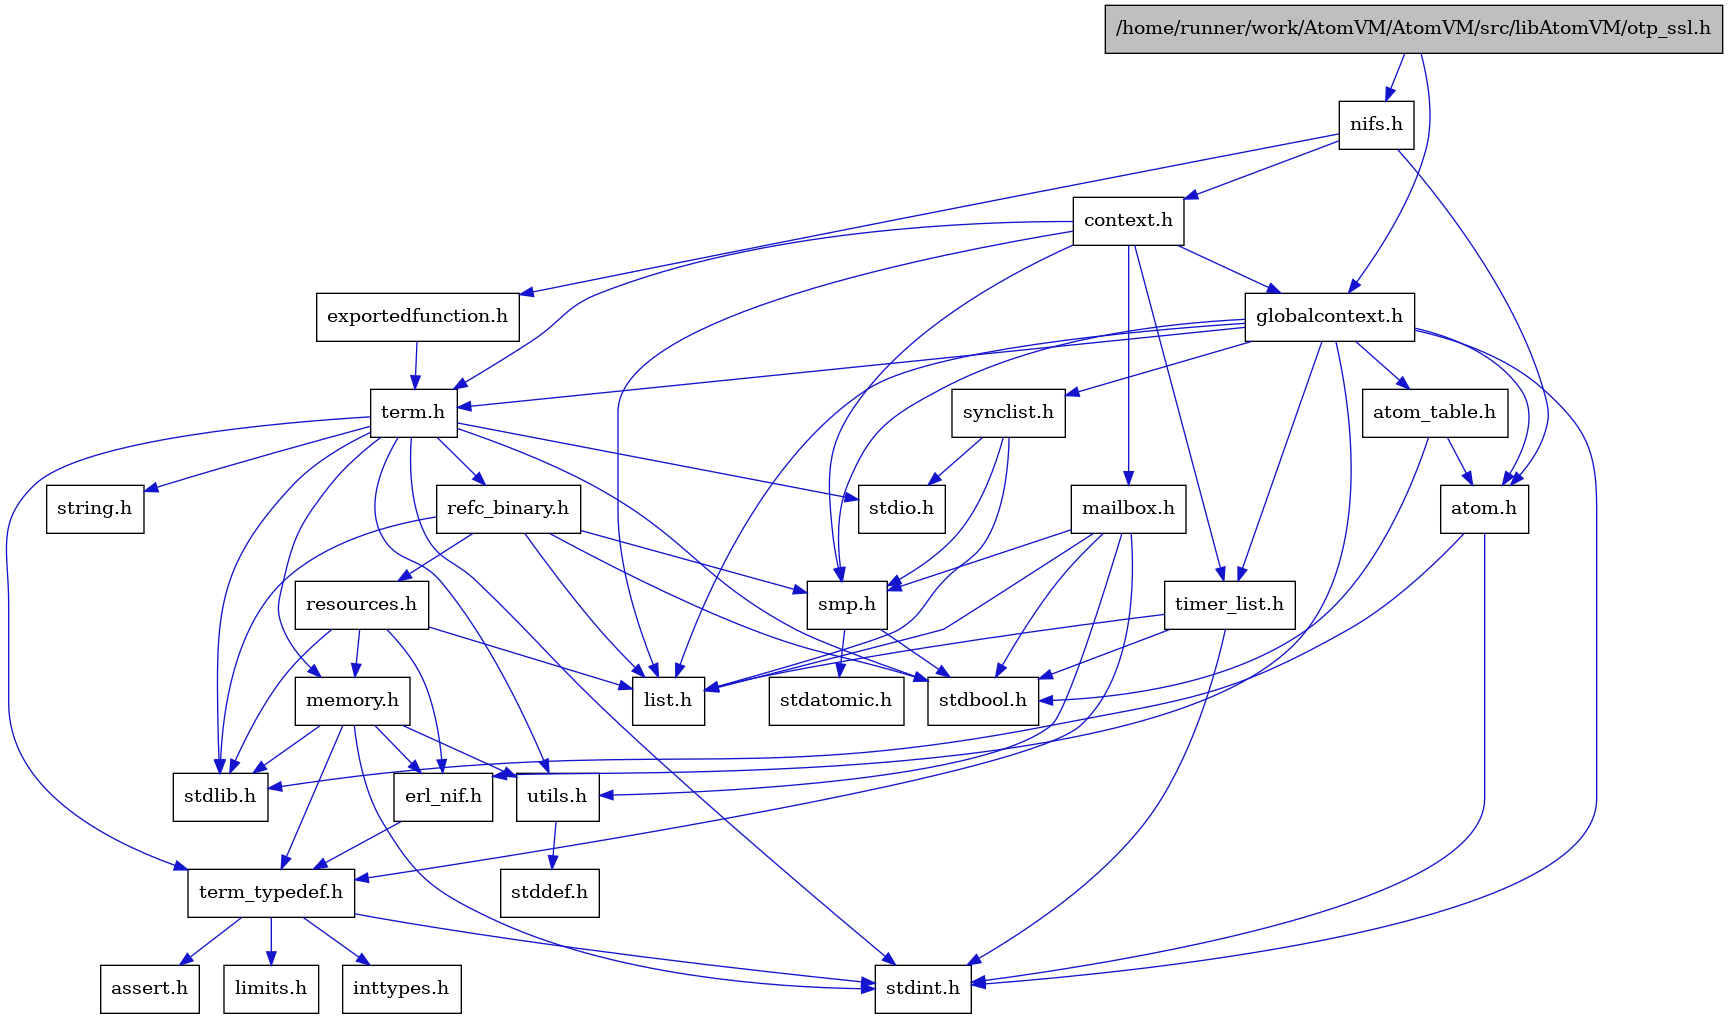 /home/runner/work/AtomVM/AtomVM/src/libAtomVM/otp_ssl.h
nifs.h
context.h
exportedfunction.h
globalcontext.h
term.h
synclist.h
atom_table.h
string.h
refc_binary.h
stdio.h
mailbox.h
atom.h
resources.h
smp.h
timer_list.h
memory.h
list.h
stdatomic.h
stdbool.h
stdlib.h
erl_nif.h
utils.h
term_typedef.h
stddef.h
assert.h
limits.h
inttypes.h
stdint.h